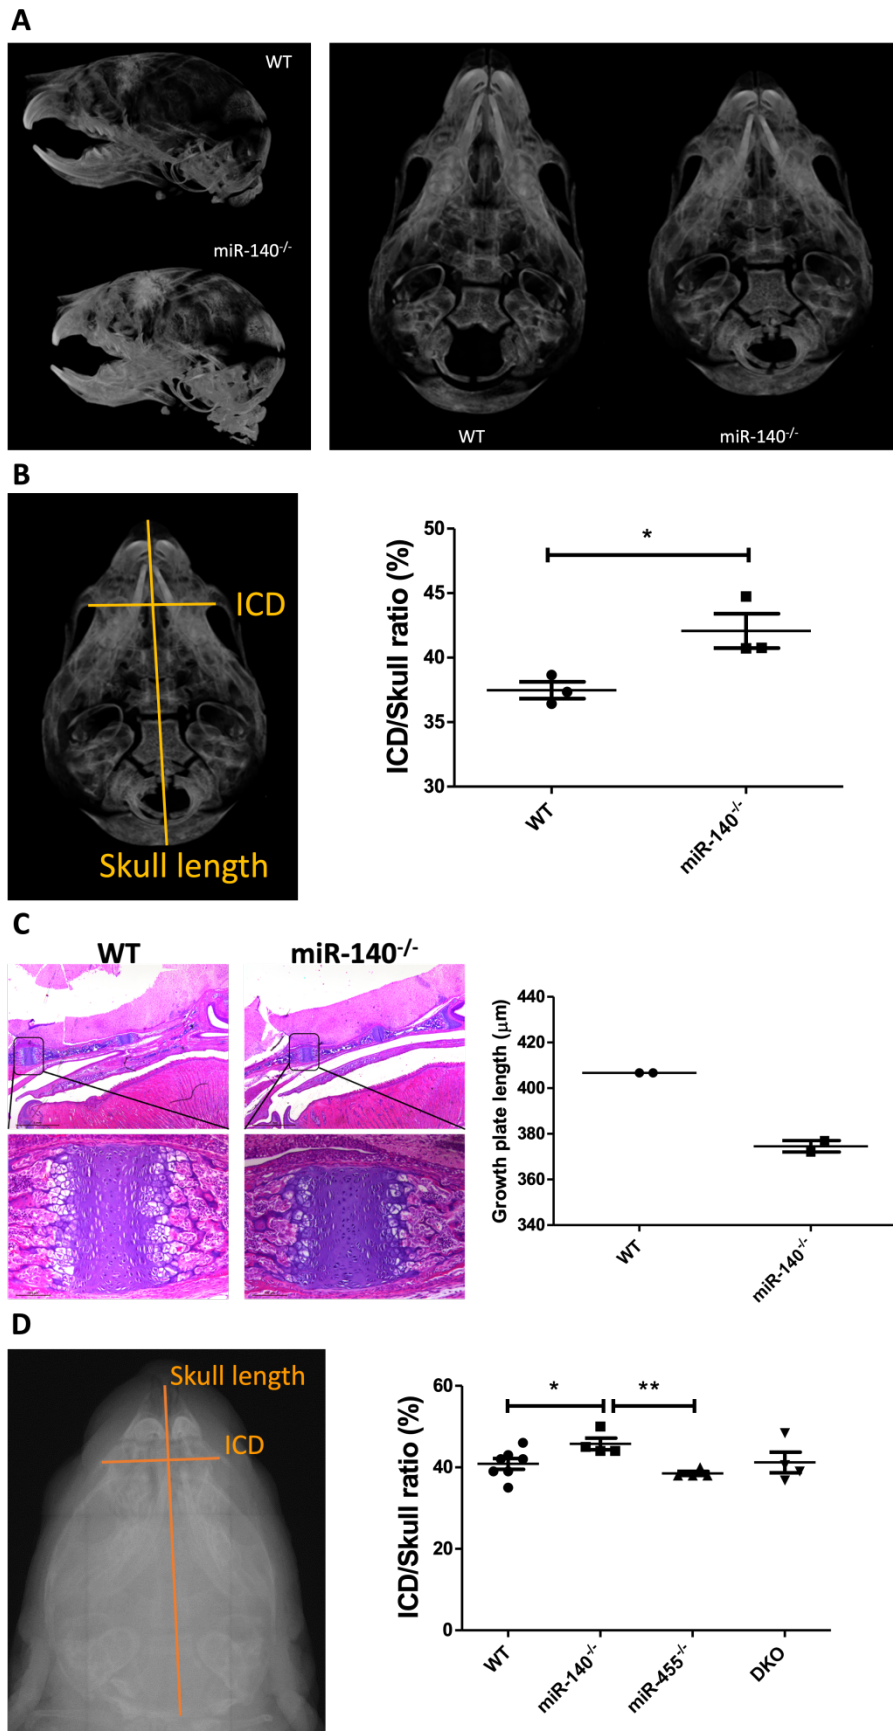 A
WT
miR-140-/-
WT
miR-140-/-
B
ICD
Skull length
ICD/Skull ratio (%)
50
45
40
35
30
*
WT
miR-140-/-
C
WT
miR-140-/-
Growth plate length (μm)
440
420
400
380
360
340
WT
miR-140-/-
D
Skull length
ICD
ICD/Skull ratio (%)
60
40
20
0
*
**
WT
miR-140-/-
miR-455-/-
DKO